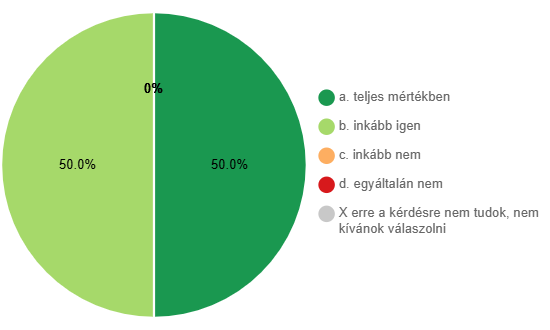 0%
50.0%
50.0%
a. teljes mértékben
b. inkább igen
c. inkább nem
d. egyáltalán nem
X erre a kérdésre nem tudok, nem
kívánok válaszolni